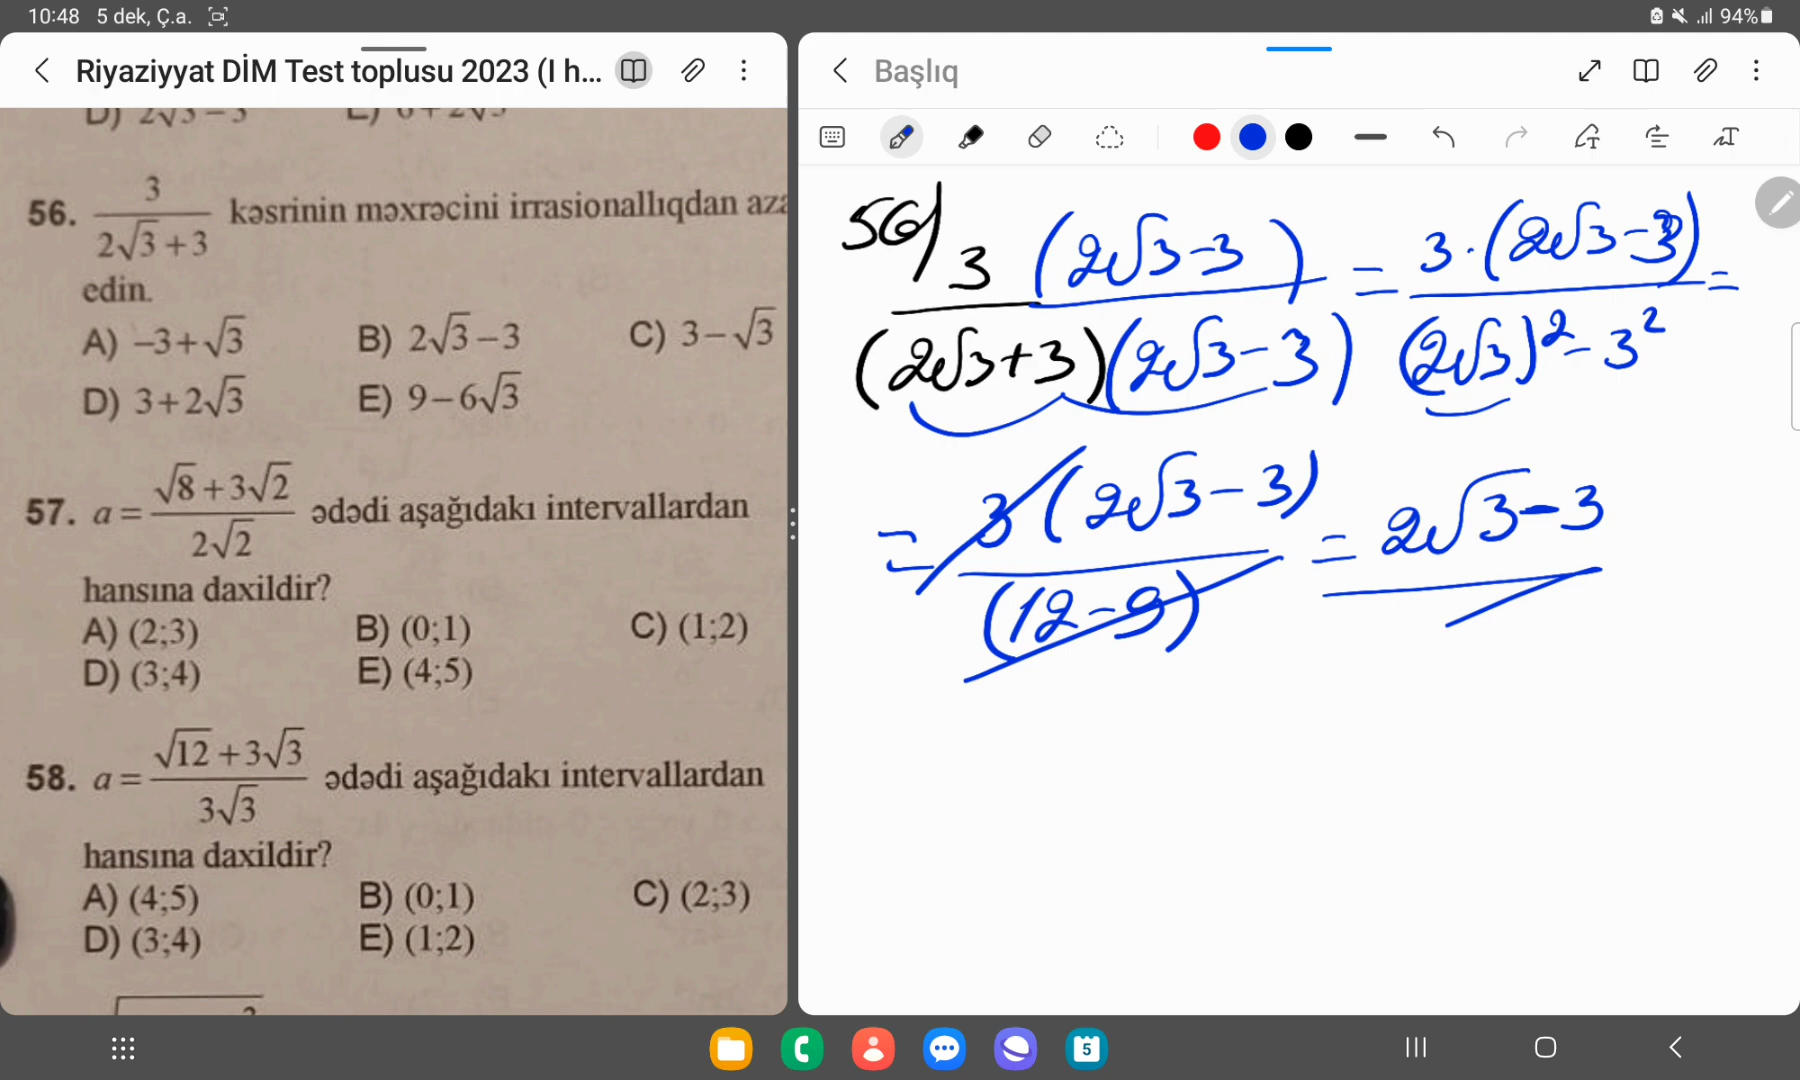 10:48 5 dek, Ç.a. 94%
Riyaziyyat DİM Test toplusu 2023 (I h...
D) 2√3 − 3
56. 3/(2√3 + 3) kəsrinin məxrəcini irrasionallıqdan aza
edin.
A) −3+√3 B) 2√3−3 C) 3−√3
D) 3+2√3 E) 9−6√3
57. a = (√8 + 3√2)/(2√2) ədədi aşağıdakı intervallardan
hansına daxildir?
A) (2;3) B) (0;1) C) (1;2)
D) (3;4) E) (4;5)
58. a = (√12 + 3√3)/(3√3) ədədi aşağıdakı intervallardan
hansına daxildir?
A) (4;5) B) (0;1) C) (2;3)
D) (3;4) E) (1;2)
Başlıq
56/ 3 (2√3−3) / (2√3+3)(2√3−3) = 3·(2√3−3) / (2√3)² − 3² =
= 3(2√3−3) / (12−9) = 2√3−3
5